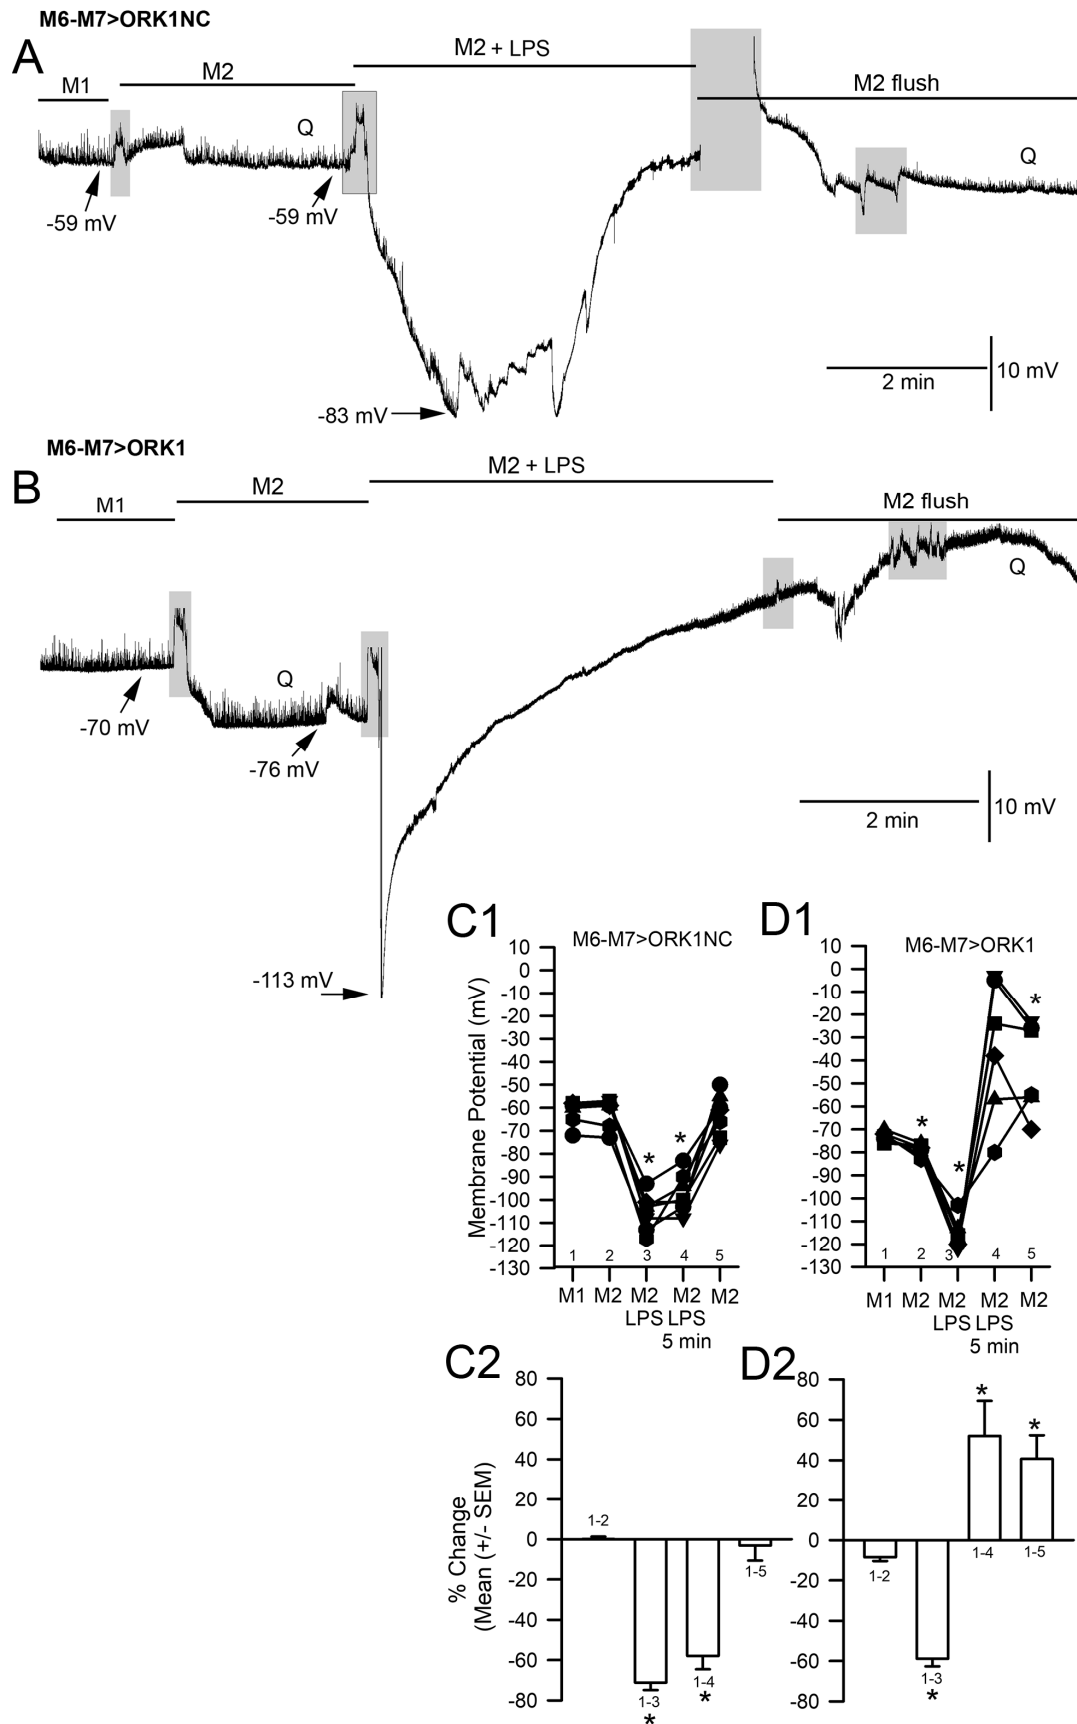 M6-M7>ORK1NC
A
M2 + LPS
M1
M2
M2 flush
Q
Q
-59 mV
-59 mV
10 mV
2 min
-83 mV
M6-M7>ORK1
B
M2 + LPS
M1
M2
M2 flush
Q
Q
-70 mV
-76 mV
10 mV
2 min
-113 mV
C1
M6-M7>ORK1NC
Membrane Potential (mV)
10
0
-10
-20
-30
-40
-50
-60
-70
-80
-90
-100
-110
-120
-130
*
*
1 2 3 4 5
M1 M2 M2 M2 M2
LPS LPS
5 min
D1
M6-M7>ORK1
10
0
-10
-20
-30
-40
-50
-60
-70
-80
-90
-100
-110
-120
-130
*
*
*
1 2 3 4 5
M1 M2 M2 M2 M2
LPS LPS
5 min
C2
% Change
(Mean (+/- SEM)
80
60
40
20
0
-20
-40
-60
-80
1-2
1-3
*
1-4
*
1-5
D2
80
60
40
20
0
-20
-40
-60
-80
1-2
1-3
*
*
1-4
*
1-5